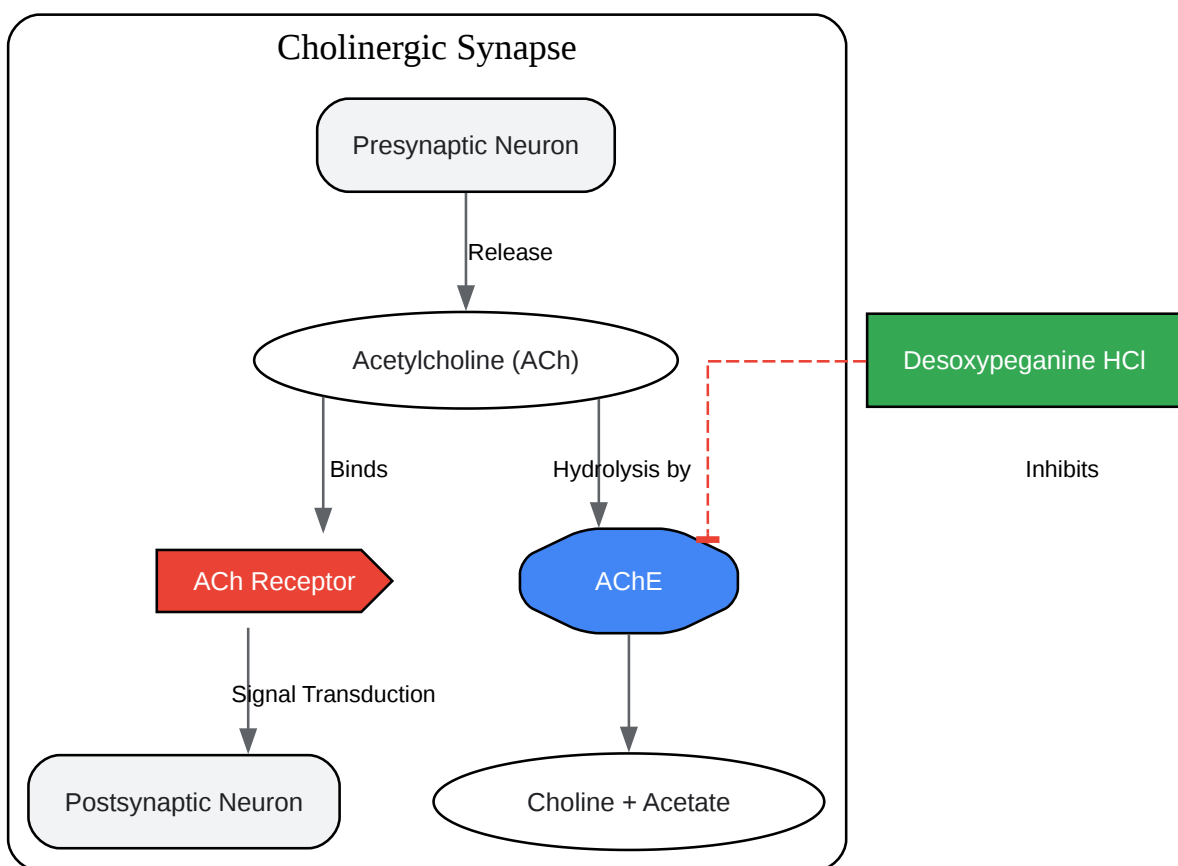 Cholinergic Synapse
Presynaptic Neuron
Release
Acetylcholine (ACh)
Desoxypeganine HCl
Binds
Hydrolysis by
Inhibits
ACh Receptor
AChE
Signal Transduction
Postsynaptic Neuron
Choline + Acetate